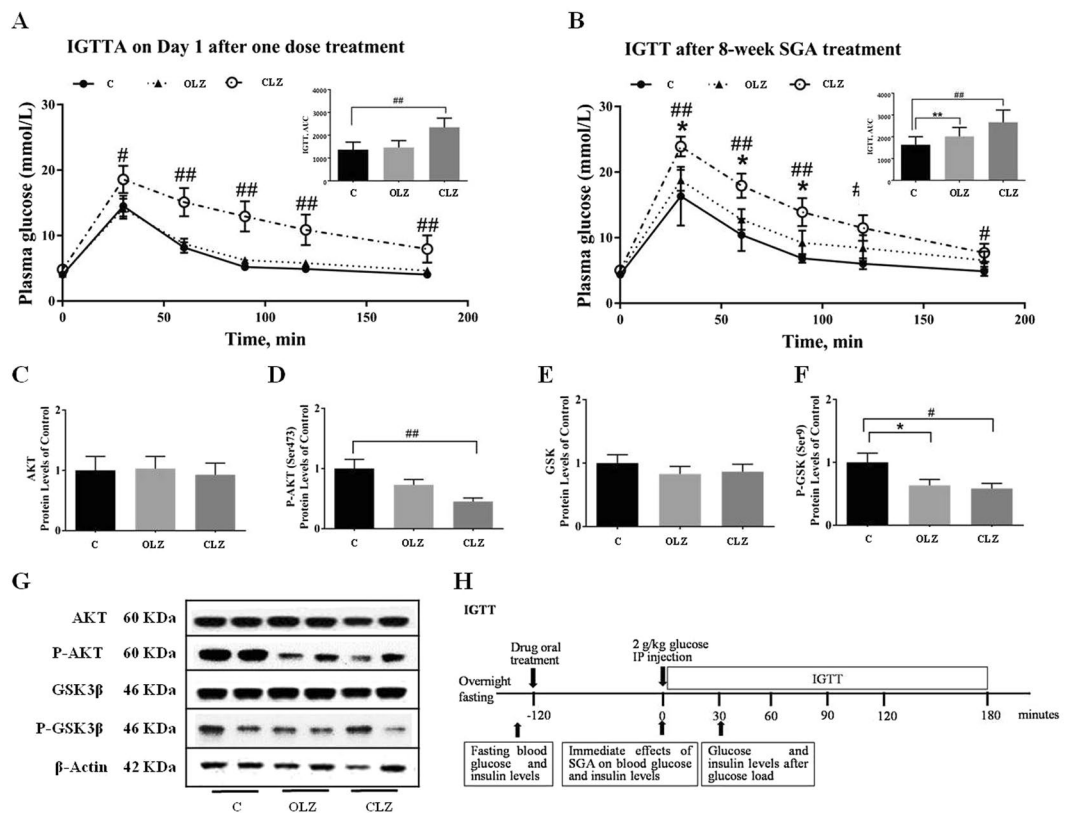 A
IGTTA on Day 1 after one dose treatment
C OLZ CLZ
Plasma glucose (mmol/L)
30
20
10
0
0 50 100 150 200
Time, min
# ## ## ## ##
IGTT, AUC
4000
3000
2000
1000
0
##
C OLZ CLZ
B
IGTT after 8-week SGA treatment
C OLZ CLZ
Plasma glucose (mmol/L)
30
20
10
0
0 50 100 150 200
Time, min
## ## ## # #
* * *
IGTT, AUC
4000
3000
2000
1000
0
##
**
C OLZ CLZ
C
AKT
Protein Levels of Control
2
1
0
C OLZ CLZ
D
P-AKT (Ser473)
Protein Levels of Control
2
1
0
##
C OLZ CLZ
E
GSK
Protein Levels of Control
2
1
0
C OLZ CLZ
F
P-GSK (Ser9)
Protein Levels of Control
2
1
0
#
*
C OLZ CLZ
G
AKT 60 KDa
P-AKT 60 KDa
GSK3β 46 KDa
P-GSK3β 46 KDa
β-Actin 42 KDa
C OLZ CLZ
H
IGTT
Drug oral
treatment
2 g/kg glucose
IP injection
Overnight
fasting
IGTT
-120 0 30 60 90 120 180 minutes
Fasting blood
glucose and
insulin levels
Immediate effects of
SGA on blood glucose
and insulin levels
Glucose and
insulin levels after
glucose load